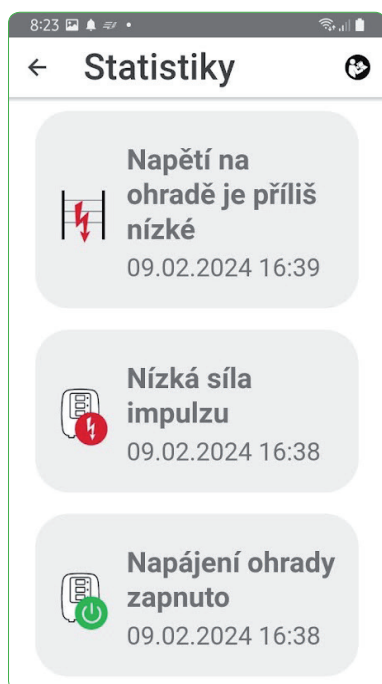 8:23
Statistiky
Napětí na
ohradě je příliš
nízké
09.02.2024 16:39
Nízká síla
impulzu
09.02.2024 16:38
Napájení ohrady
zapnuto
09.02.2024 16:38